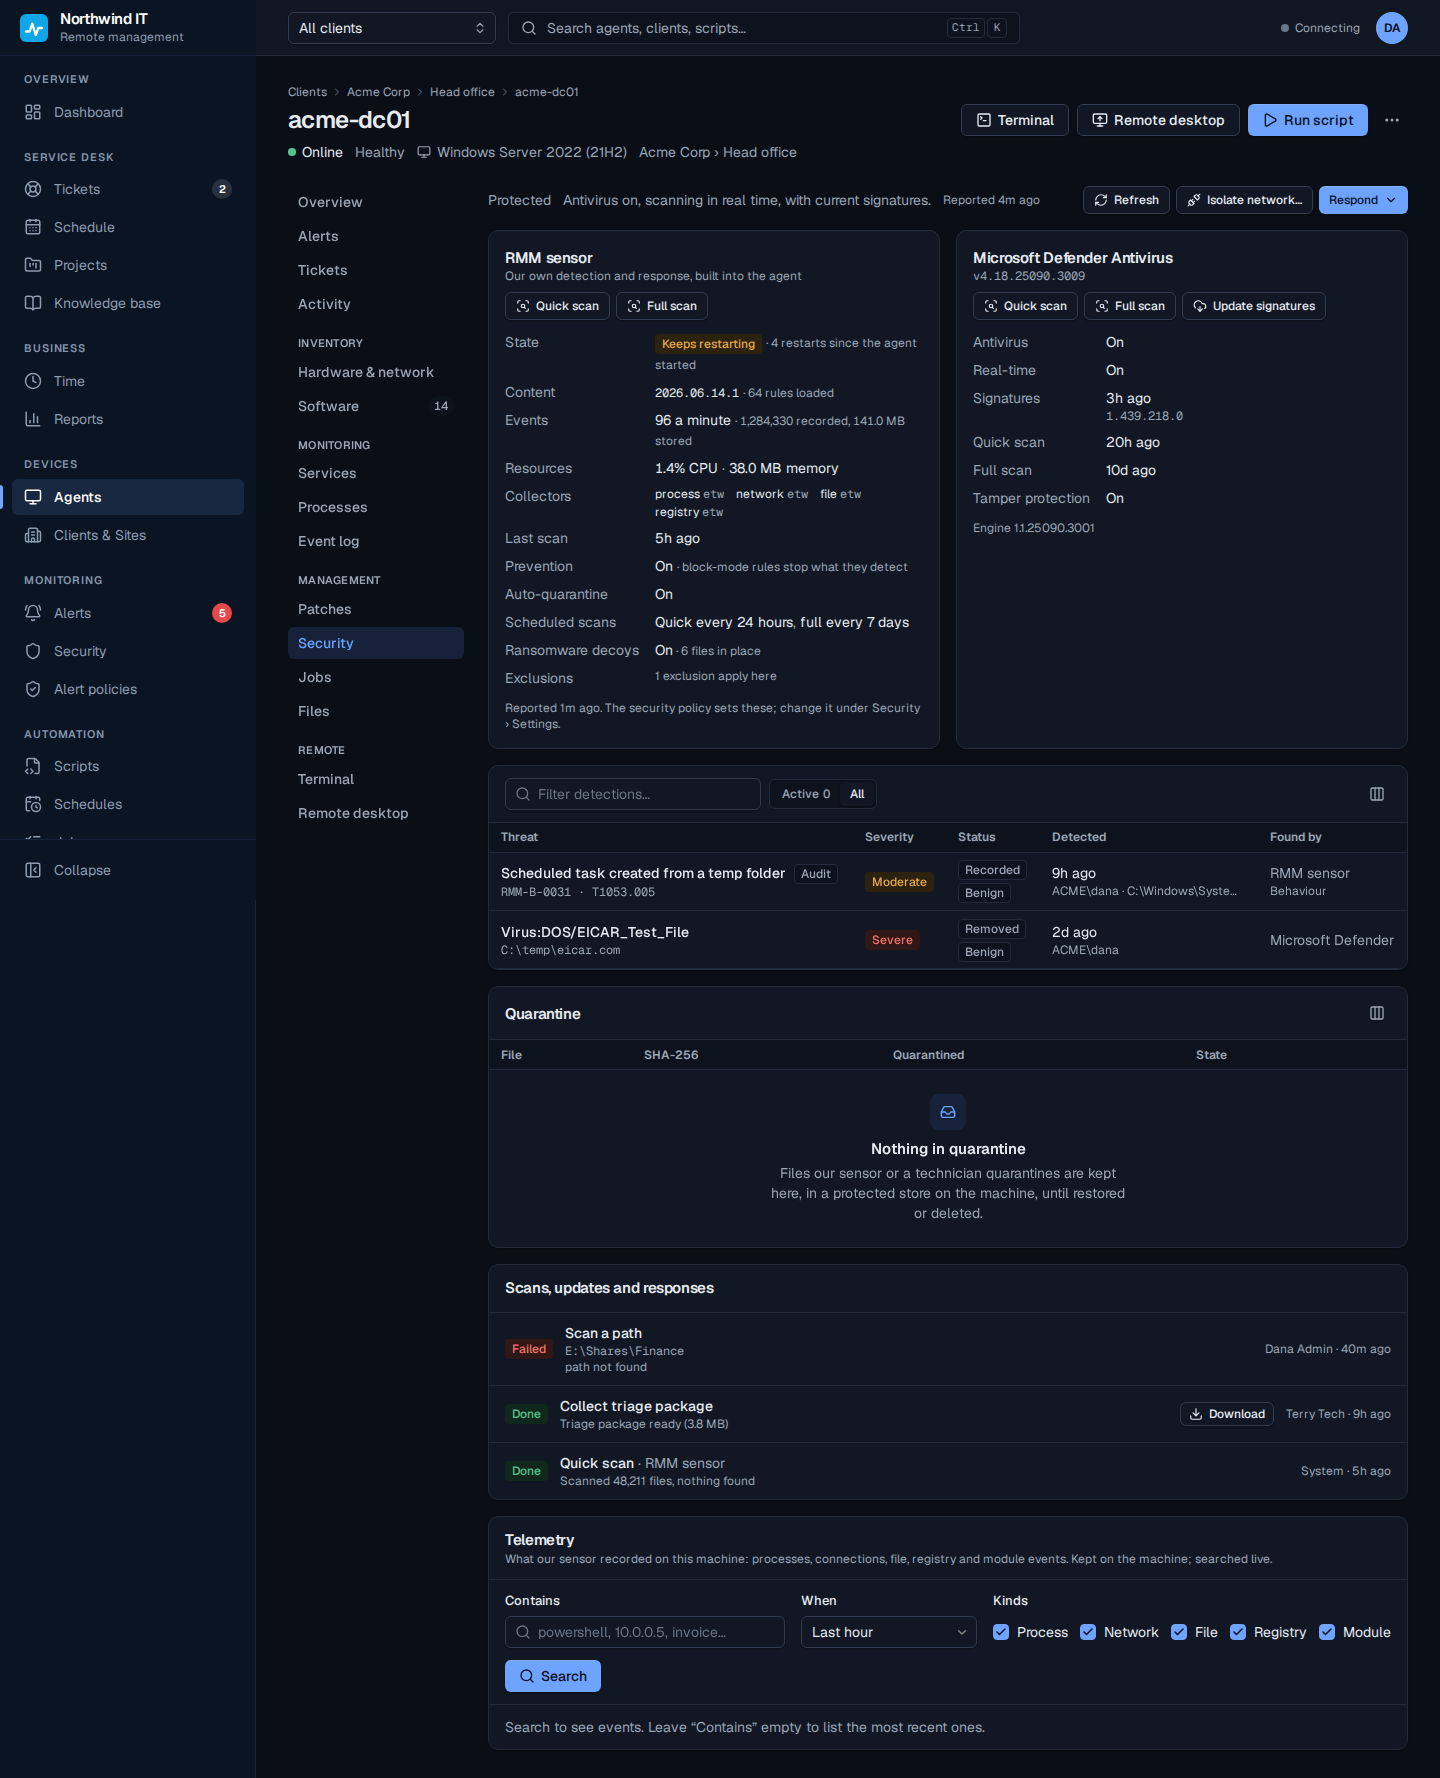 Northwind IT
Remote management
All clients
Search agents, clients, scripts...
Ctrl K
Connecting
DA
OVERVIEW
Dashboard
SERVICE DESK
Tickets 2
Schedule
Projects
Knowledge base
BUSINESS
Time
Reports
DEVICES
Agents
Clients & Sites
MONITORING
Alerts 5
Security
Alert policies
AUTOMATION
Scripts
Schedules
Collapse
Clients › Acme Corp › Head office › acme-dc01
acme-dc01
Terminal
Remote desktop
Run script
Online Healthy Windows Server 2022 (21H2) Acme Corp › Head office
Overview
Alerts
Tickets
Activity
INVENTORY
Hardware & network
Software 14
MONITORING
Services
Processes
Event log
MANAGEMENT
Patches
Security
Jobs
Files
REMOTE
Terminal
Remote desktop
Protected Antivirus on, scanning in real time, with current signatures. Reported 4m ago
Refresh
Isolate network...
Respond
RMM sensor
Our own detection and response, built into the agent
Quick scan
Full scan
State Keeps restarting · 4 restarts since the agent
started
Content 2026.06.14.1 · 64 rules loaded
Events 96 a minute · 1,284,330 recorded, 141.0 MB
stored
Resources 1.4% CPU · 38.0 MB memory
Collectors process etw network etw file etw
registry etw
Last scan 5h ago
Prevention On · block-mode rules stop what they detect
Auto-quarantine On
Scheduled scans Quick every 24 hours, full every 7 days
Ransomware decoys On · 6 files in place
Exclusions 1 exclusion apply here
Reported 1m ago. The security policy sets these; change it under Security
› Settings.
Microsoft Defender Antivirus
v4.18.25090.3009
Quick scan
Full scan
Update signatures
Antivirus On
Real-time On
Signatures 3h ago
1.439.218.0
Quick scan 20h ago
Full scan 10d ago
Tamper protection On
Engine 1.1.25090.3001
Filter detections...
Active 0 All
Threat Severity Status Detected Found by
Scheduled task created from a temp folder Audit
RMM-B-0031 · T1053.005
Moderate
Recorded
Benign
9h ago
ACME\dana · C:\Windows\Syste...
RMM sensor
Behaviour
Virus:DOS/EICAR_Test_File
C:\temp\eicar.com
Severe
Removed
Benign
2d ago
ACME\dana
Microsoft Defender
Quarantine
File SHA-256 Quarantined State
Nothing in quarantine
Files our sensor or a technician quarantines are kept
here, in a protected store on the machine, until restored
or deleted.
Scans, updates and responses
Failed
Scan a path
E:\Shares\Finance
path not found
Dana Admin · 40m ago
Done
Collect triage package
Triage package ready (3.8 MB)
Download
Terry Tech · 9h ago
Done
Quick scan · RMM sensor
Scanned 48,211 files, nothing found
System · 5h ago
Telemetry
What our sensor recorded on this machine: processes, connections, file, registry and module events. Kept on the machine; searched live.
Contains When Kinds
powershell, 10.0.0.5, invoice...
Last hour
Process Network File Registry Module
Search
Search to see events. Leave “Contains” empty to list the most recent ones.